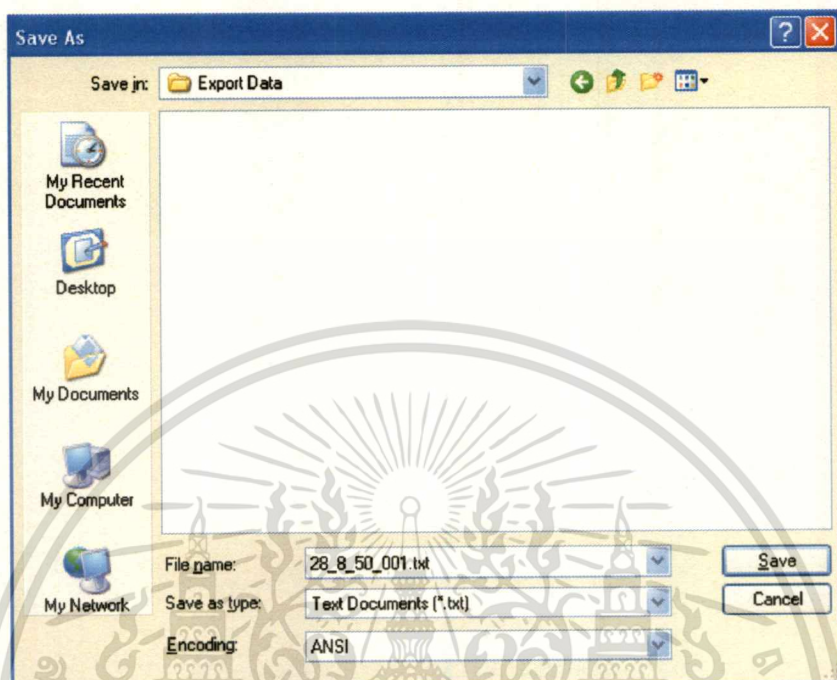 Save As
Save in: Export Data
My Recent
Documents
Desktop
My Documents
My Computer
My Network
File name: 28_8_50_001.txt Save
Save as type: Text Documents (*.txt) Cancel
Encoding: ANSI